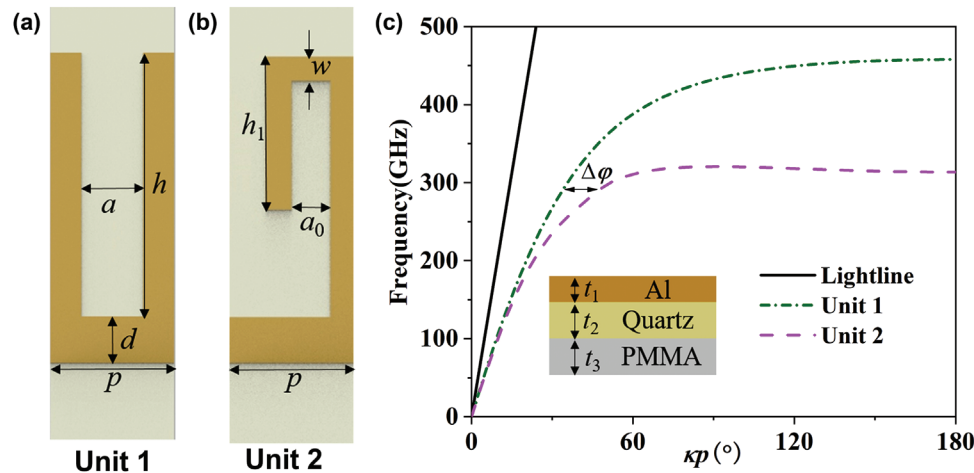 (a)
a
h
d
p
Unit 1
(b)
w
h1
a0
p
Unit 2
(c)
Frequency(GHz)
500
400
300
200
100
0
Δφ
Lightline
Unit 1
Unit 2
t1 Al
t2 Quartz
t3 PMMA
0 60 120 180
κp (°)